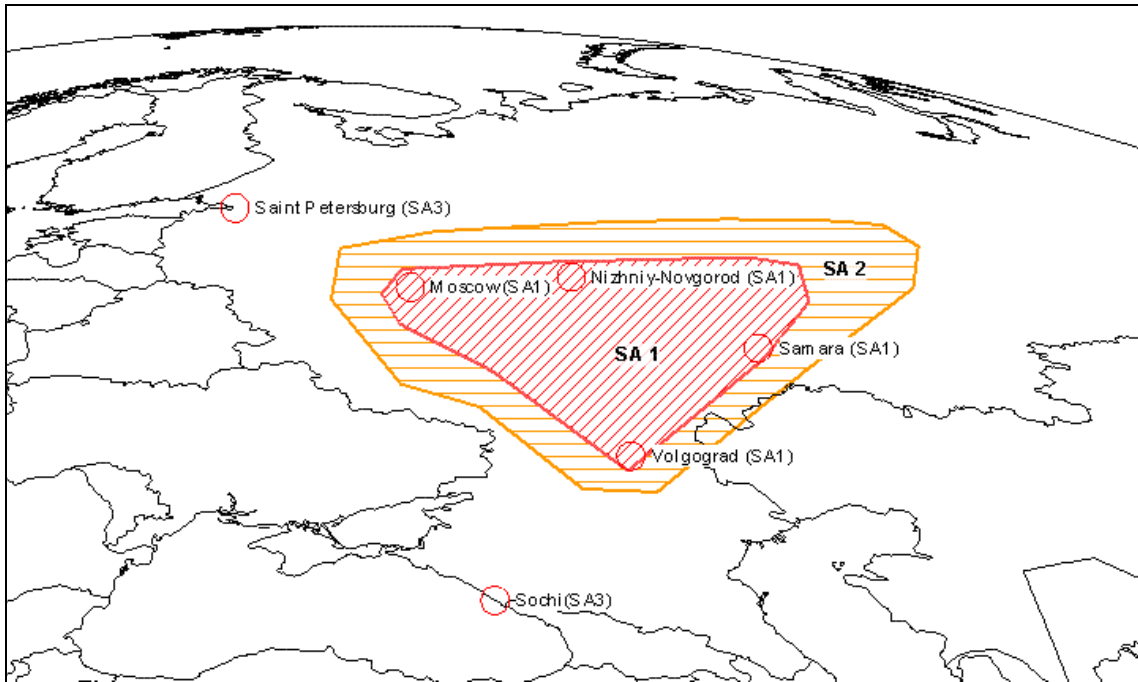 Saint Petersburg (SA3)
SA 2
Moscow(SA1)
Nizhniy-Novgorod (SA1)
SA 1
Samara (SA1)
Volgograd (SA1)
Sochi(SA3)